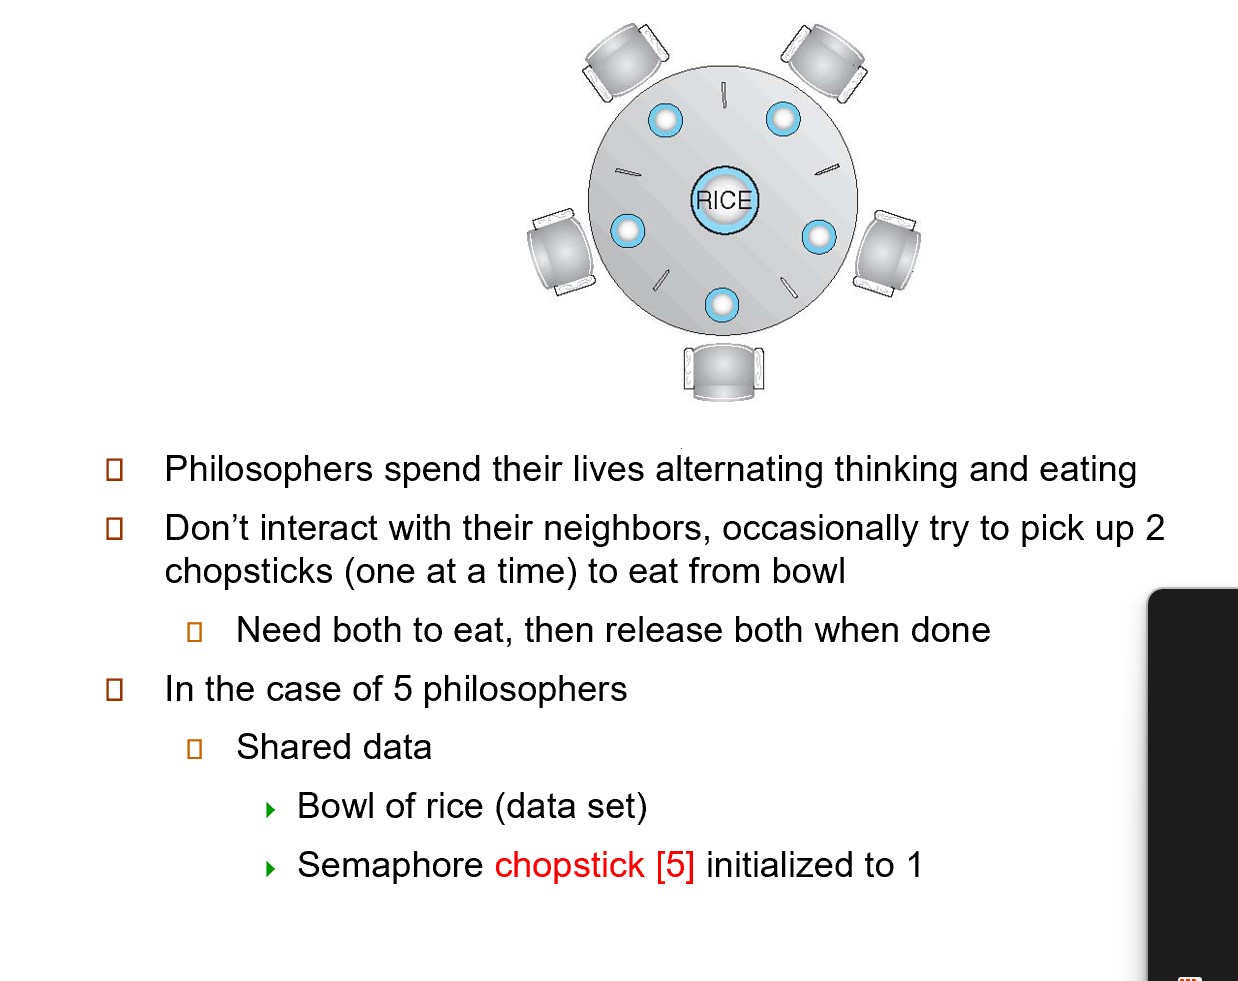 RICE
Philosophers spend their lives alternating thinking and eating
Don’t interact with their neighbors, occasionally try to pick up 2
chopsticks (one at a time) to eat from bowl
Need both to eat, then release both when done
In the case of 5 philosophers
Shared data
Bowl of rice (data set)
Semaphore chopstick [5] initialized to 1